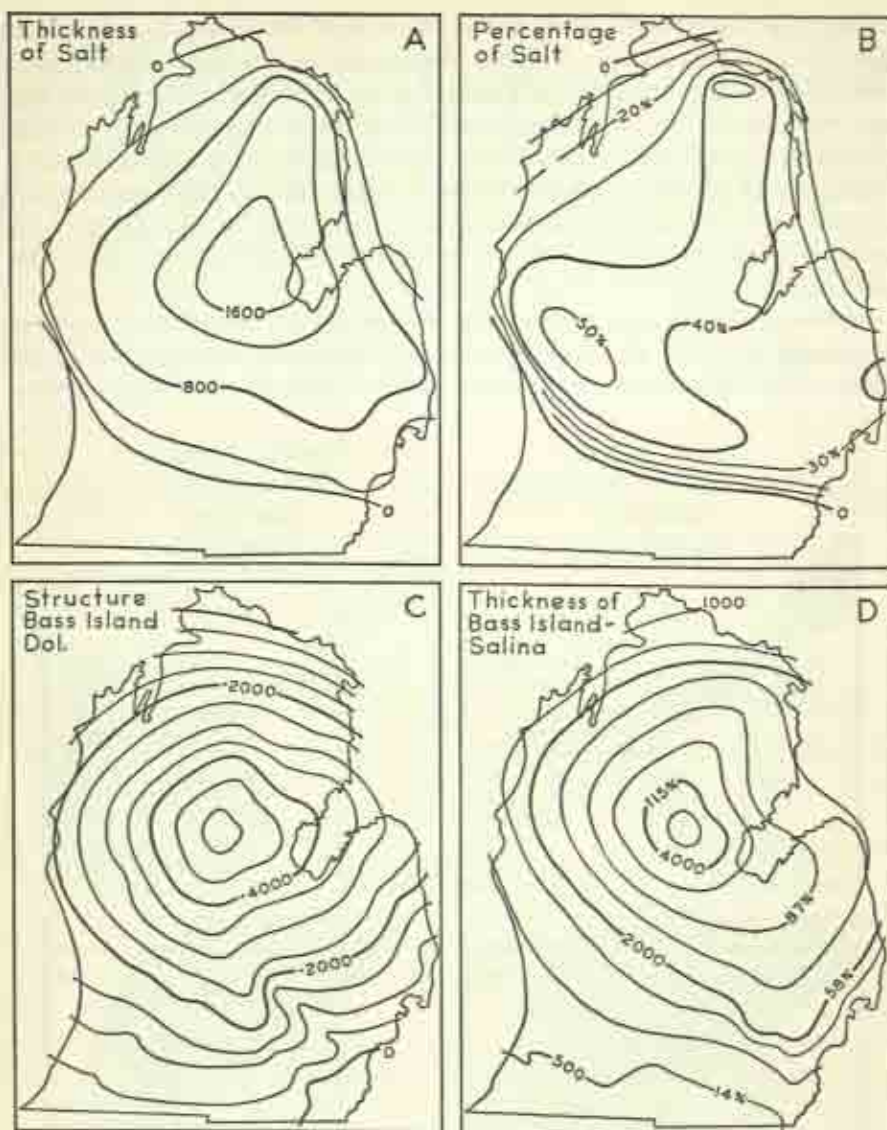 Thickness
of Salt
A
0
1600
800
0
Percentage
of Salt
B
0
20%
50%
40%
30%
0
Structure
Bass Island
Dol.
C
-2000
-4000
-2000
0
Thickness of
Bass Island-
Salina
D
1000
115%
4000
87%
2000
58%
500
14%